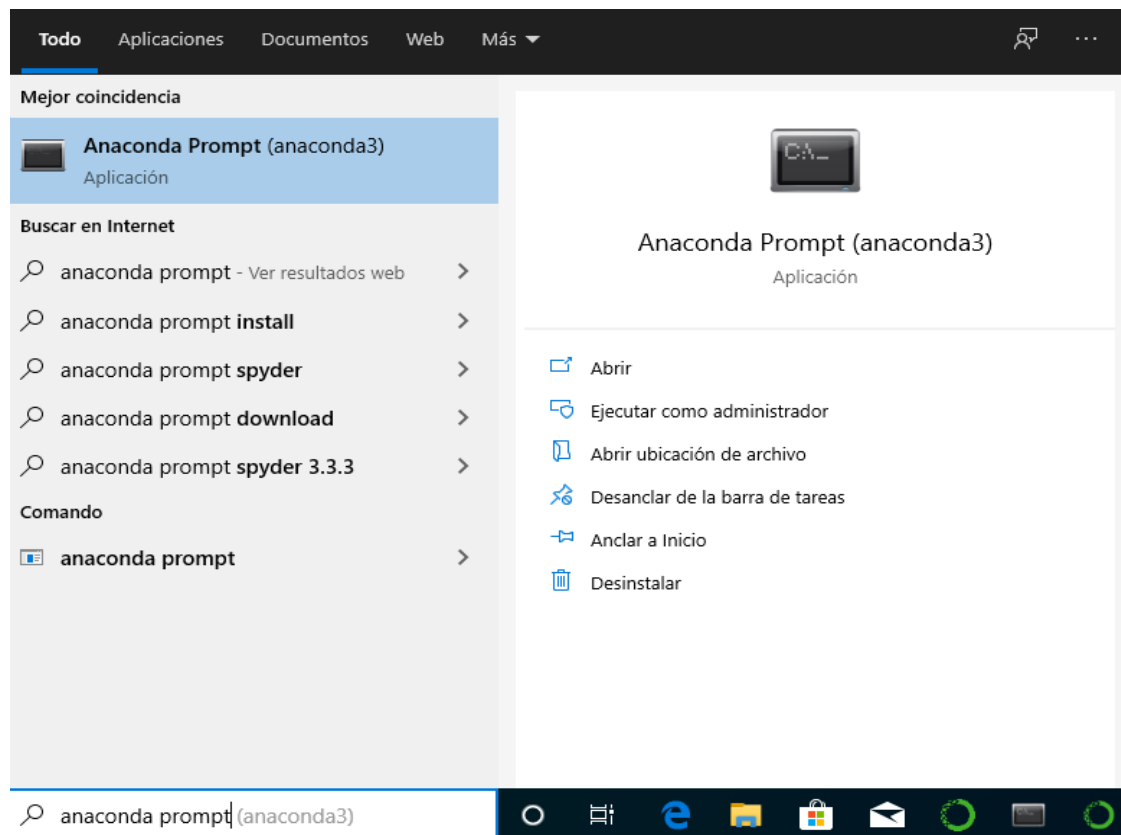 Todo Aplicaciones Documentos Web Más
Mejor coincidencia
Anaconda Prompt (anaconda3)
Aplicación
Buscar en Internet
anaconda prompt - Ver resultados web
anaconda prompt install
anaconda prompt spyder
anaconda prompt download
anaconda prompt spyder 3.3.3
Comando
anaconda prompt
C:\_
Anaconda Prompt (anaconda3)
Aplicación
Abrir
Ejecutar como administrador
Abrir ubicación de archivo
Desanclar de la barra de tareas
Anclar a Inicio
Desinstalar
anaconda prompt (anaconda3)